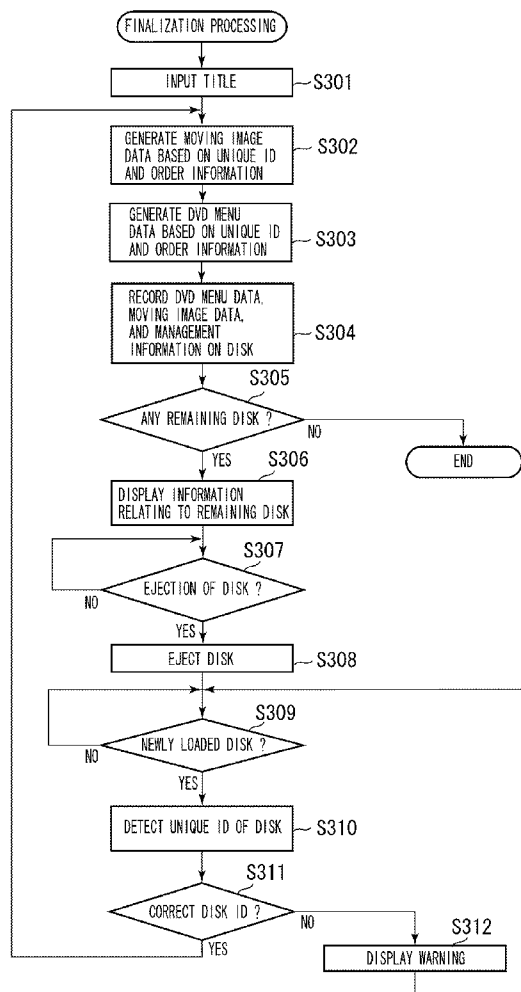 FINALIZATION PROCESSING
INPUT TITLE
S301
GENERATE MOVING IMAGE
DATA BASED ON UNIQUE ID
AND ORDER INFORMATION
S302
GENERATE DVD MENU
DATA BASED ON UNIQUE ID
AND ORDER INFORMATION
S303
RECORD DVD MENU DATA,
MOVING IMAGE DATA,
AND MANAGEMENT
INFORMATION ON DISK
S304
S305
ANY REMAINING DISK ?
NO
YES
END
S306
DISPLAY INFORMATION
RELATING TO REMAINING DISK
S307
EJECTION OF DISK ?
NO
YES
EJECT DISK
S308
S309
NEWLY LOADED DISK ?
NO
YES
DETECT UNIQUE ID OF DISK
S310
S311
CORRECT DISK ID ?
NO
YES
S312
DISPLAY WARNING